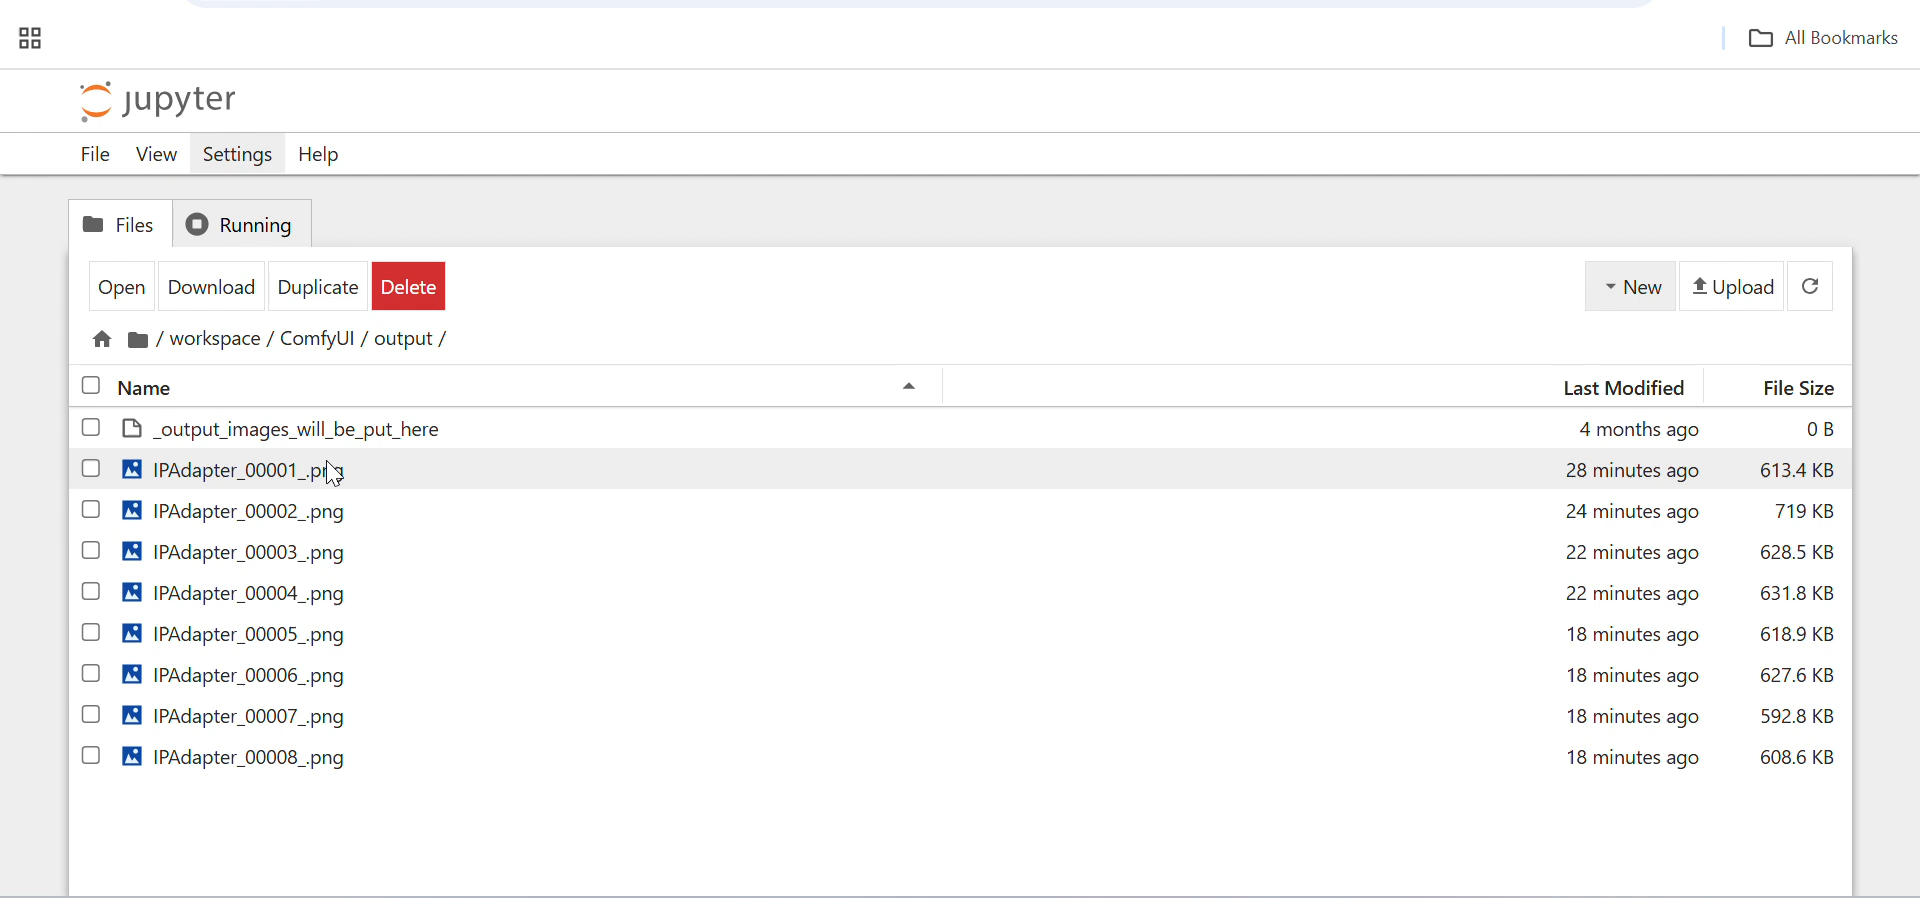 All Bookmarks
jupyter
File View Settings Help
Files Running
Open Download Duplicate Delete New Upload
/ workspace / ComfyUI / output /
Name Last Modified File Size
_output_images_will_be_put_here 4 months ago 0 B
IPAdapter_00001_.png 28 minutes ago 613.4 KB
IPAdapter_00002_.png 24 minutes ago 719 KB
IPAdapter_00003_.png 22 minutes ago 628.5 KB
IPAdapter_00004_.png 22 minutes ago 631.8 KB
IPAdapter_00005_.png 18 minutes ago 618.9 KB
IPAdapter_00006_.png 18 minutes ago 627.6 KB
IPAdapter_00007_.png 18 minutes ago 592.8 KB
IPAdapter_00008_.png 18 minutes ago 608.6 KB